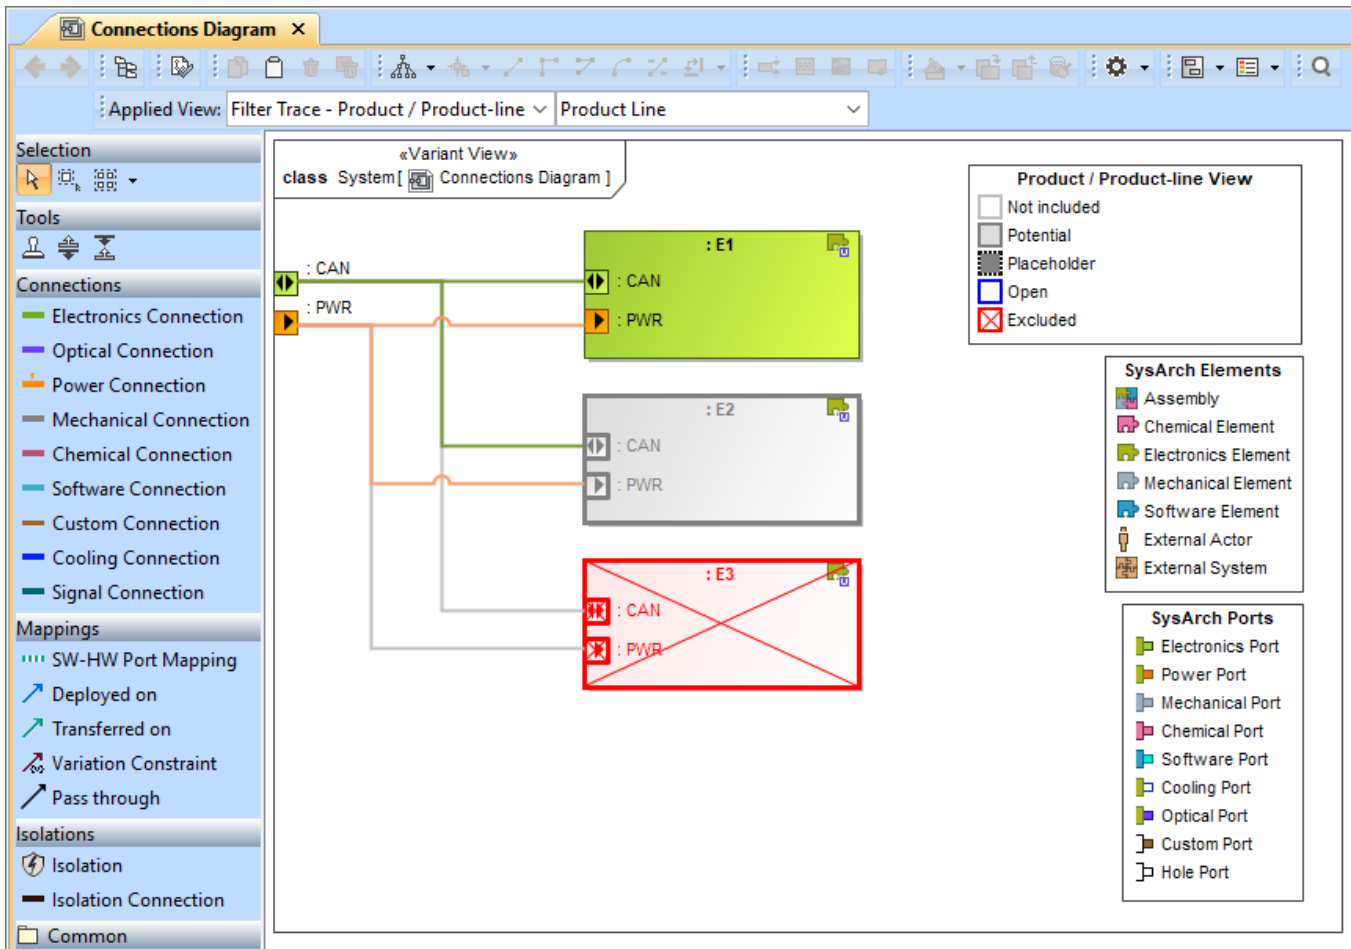 Connections Diagram
Applied View: Filter Trace - Product / Product-line Product Line
Selection
Tools
Connections
Electronics Connection
Optical Connection
Power Connection
Mechanical Connection
Chemical Connection
Software Connection
Custom Connection
Cooling Connection
Signal Connection
Mappings
SW-HW Port Mapping
Deployed on
Transferred on
Variation Constraint
Pass through
Isolations
Isolation
Isolation Connection
Common
«Variant View»
class System[ Connections Diagram ]
: CAN
: PWR
: E1
: CAN
: PWR
: E2
: CAN
: PWR
: E3
: CAN
: PWR
Product / Product-line View
Not included
Potential
Placeholder
Open
Excluded
SysArch Elements
Assembly
Chemical Element
Electronics Element
Mechanical Element
Software Element
External Actor
External System
SysArch Ports
Electronics Port
Power Port
Mechanical Port
Chemical Port
Software Port
Cooling Port
Optical Port
Custom Port
Hole Port